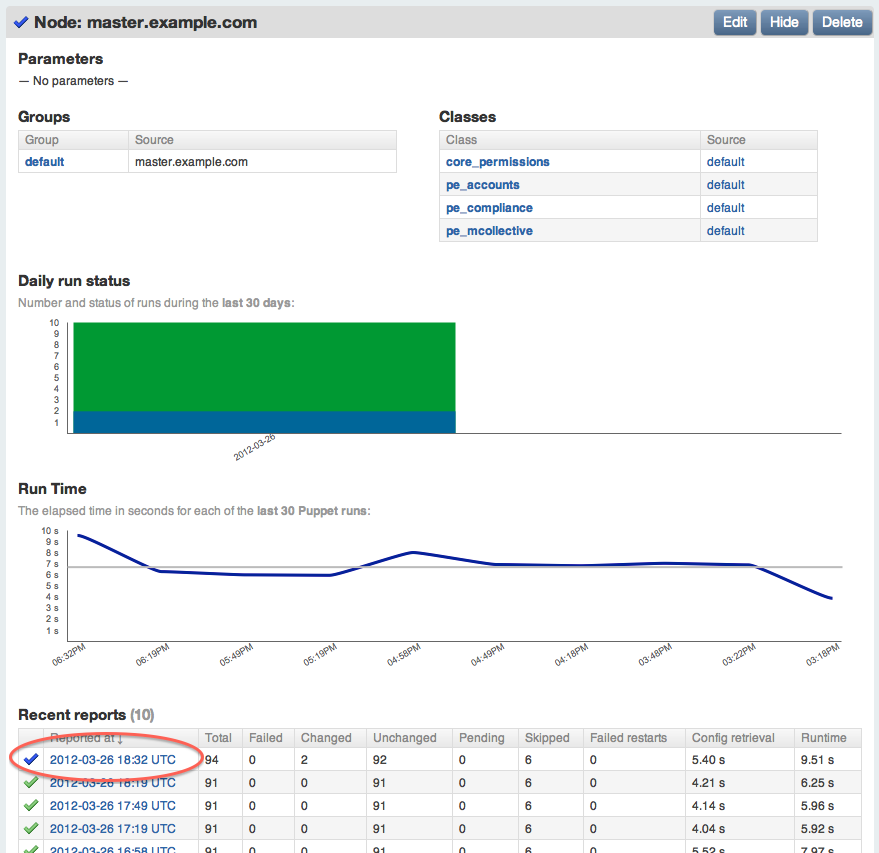 Node: master.example.com Edit Hide Delete
Parameters
— No parameters —
Groups
Group Source
default master.example.com
Classes
Class Source
core_permissions default
pe_accounts default
pe_compliance default
pe_mcollective default
Daily run status
Number and status of runs during the last 30 days:
10
9
8
7
6
5
4
3
2
1
2012-03-26
Run Time
The elapsed time in seconds for each of the last 30 Puppet runs:
10 s
9 s
8 s
7 s
6 s
5 s
4 s
3 s
2 s
1 s
06:32PM 06:19PM 05:49PM 05:19PM 04:58PM 04:49PM 04:18PM 03:48PM 03:22PM 03:18PM
Recent reports (10)
Reported at ↓ Total Failed Changed Unchanged Pending Skipped Failed restarts Config retrieval Runtime
2012-03-26 18:32 UTC 94 0 2 92 0 6 0 5.40 s 9.51 s
2012-03-26 18:19 UTC 91 0 0 91 0 6 0 4.21 s 6.25 s
2012-03-26 17:49 UTC 91 0 0 91 0 6 0 4.14 s 5.96 s
2012-03-26 17:19 UTC 91 0 0 91 0 6 0 4.04 s 5.92 s
2012-03-26 16:58 UTC 91 0 0 91 0 6 0 5.52 s 7.97 s